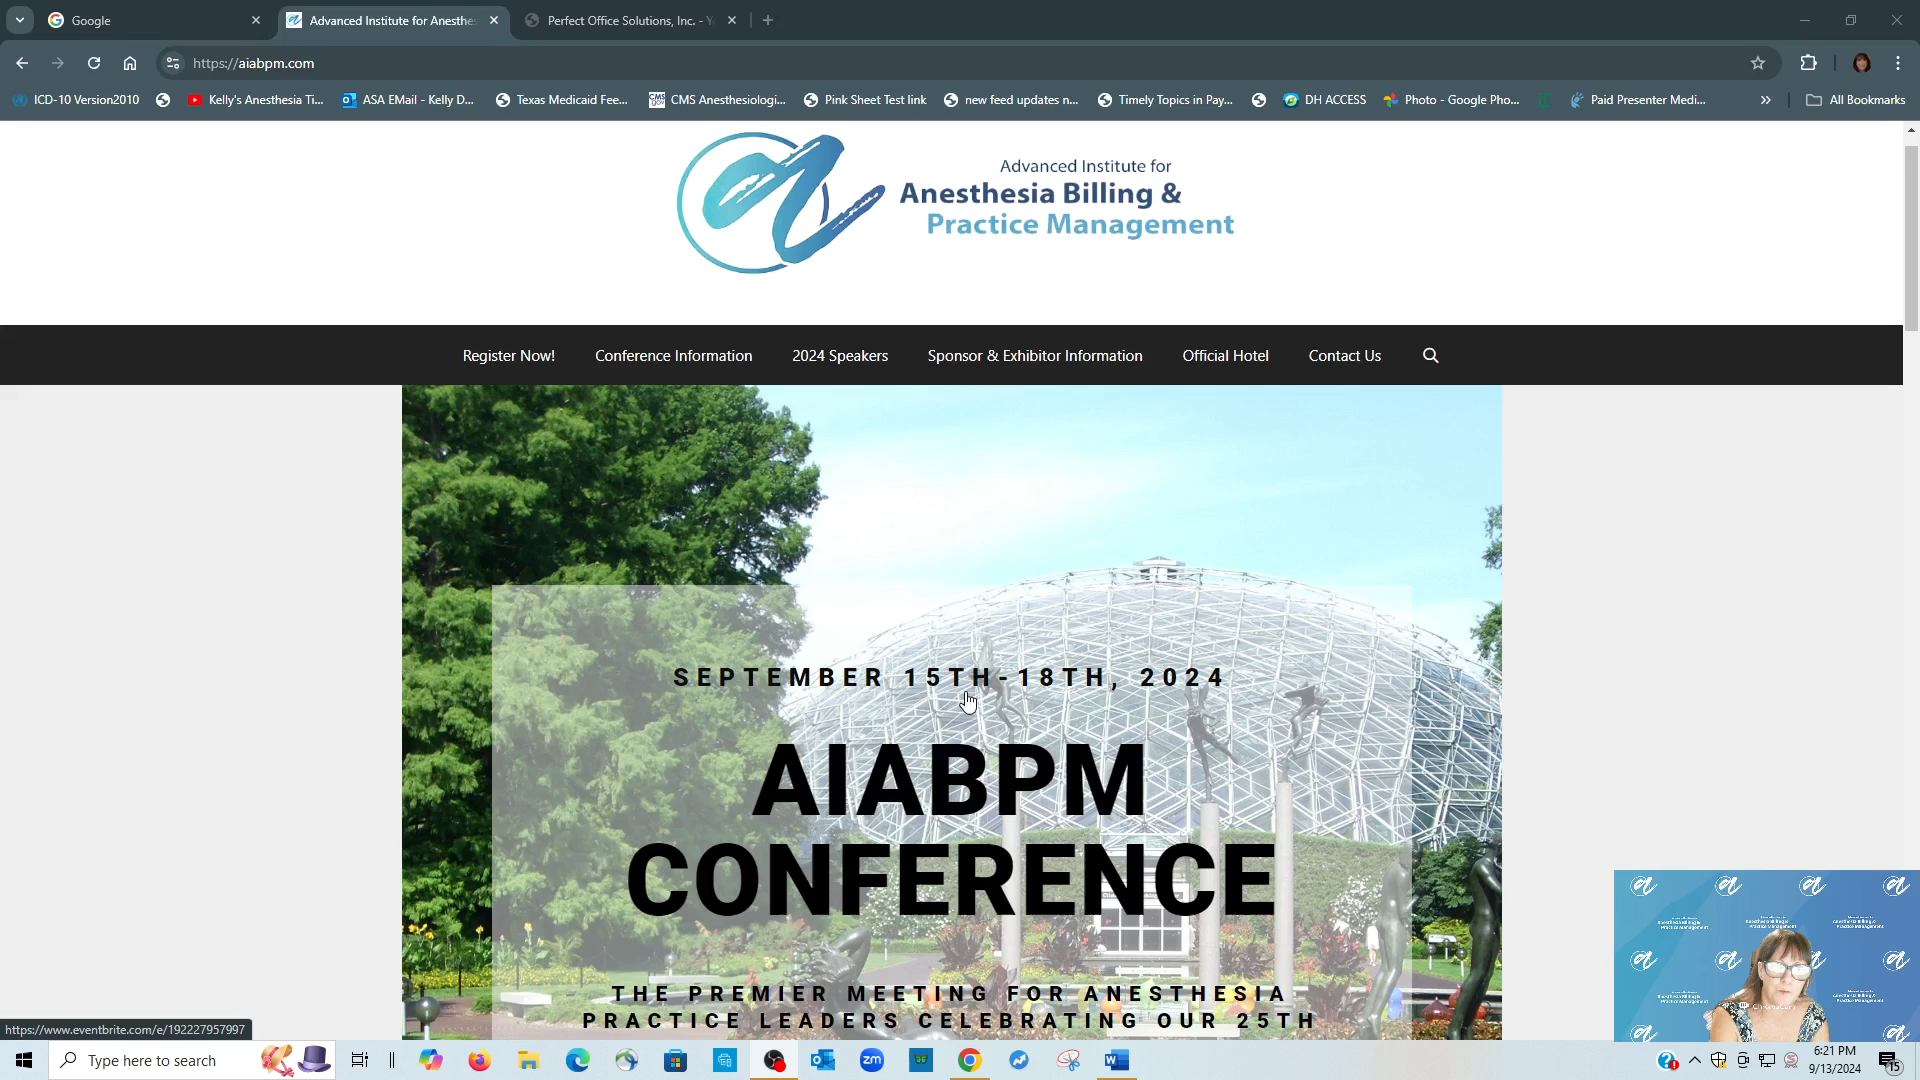 Google
Advanced Institute for Anesthe
Perfect Office Solutions, Inc. - Y
https://aiabpm.com
ICD-10 Version2010
Kelly's Anesthesia Ti...
ASA EMail - Kelly D...
Texas Medicaid Fee...
CMS Anesthesiologi...
Pink Sheet Test link
new feed updates n...
Timely Topics in Pay...
DH ACCESS
Photo - Google Pho...
Paid Presenter Medi...
All Bookmarks
Advanced Institute for
Anesthesia Billing &
Practice Management
Register Now!
Conference Information
2024 Speakers
Sponsor & Exhibitor Information
Official Hotel
Contact Us
SEPTEMBER 15TH-18TH, 2024
AIABPM
CONFERENCE
THE PREMIER MEETING FOR ANESTHESIA
PRACTICE LEADERS CELEBRATING OUR 25TH
https://www.eventbrite.com/e/192227957997
Type here to search
zm
6:21 PM
9/13/2024
15